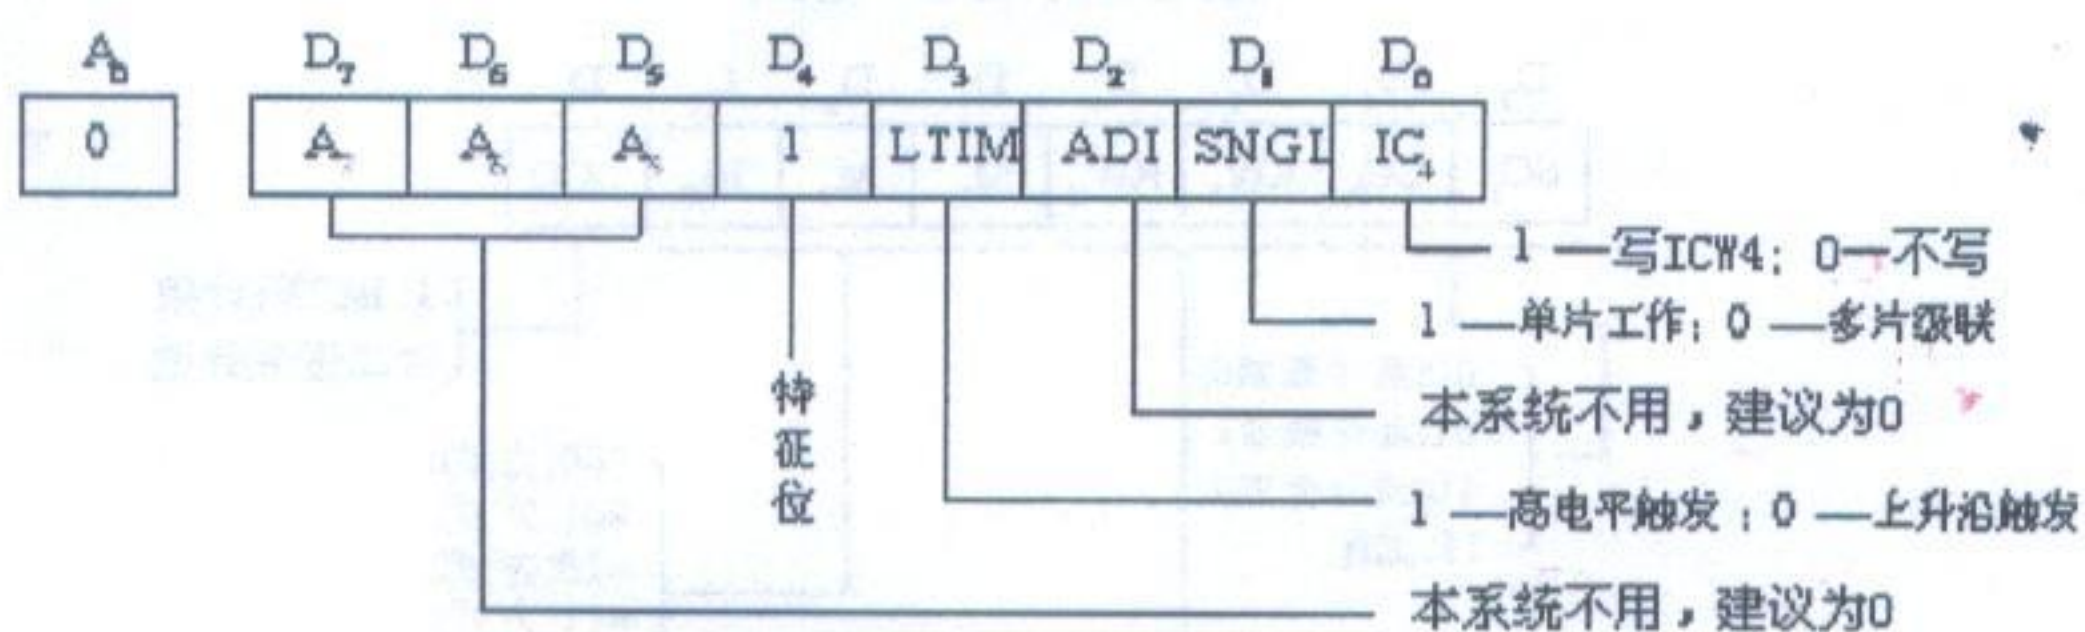 A₀ D₇ D₆ D₅ D₄ D₃ D₂ D₁ D₀
0 A₇ A₆ A₅ 1 LTIM ADI SNGL IC₄
1 —写ICW4; 0—不写
1 —单片工作; 0 —多片级联
本系统不用，建议为0
特征位
1 —高电平触发; 0 —上升沿触发
本系统不用，建议为0